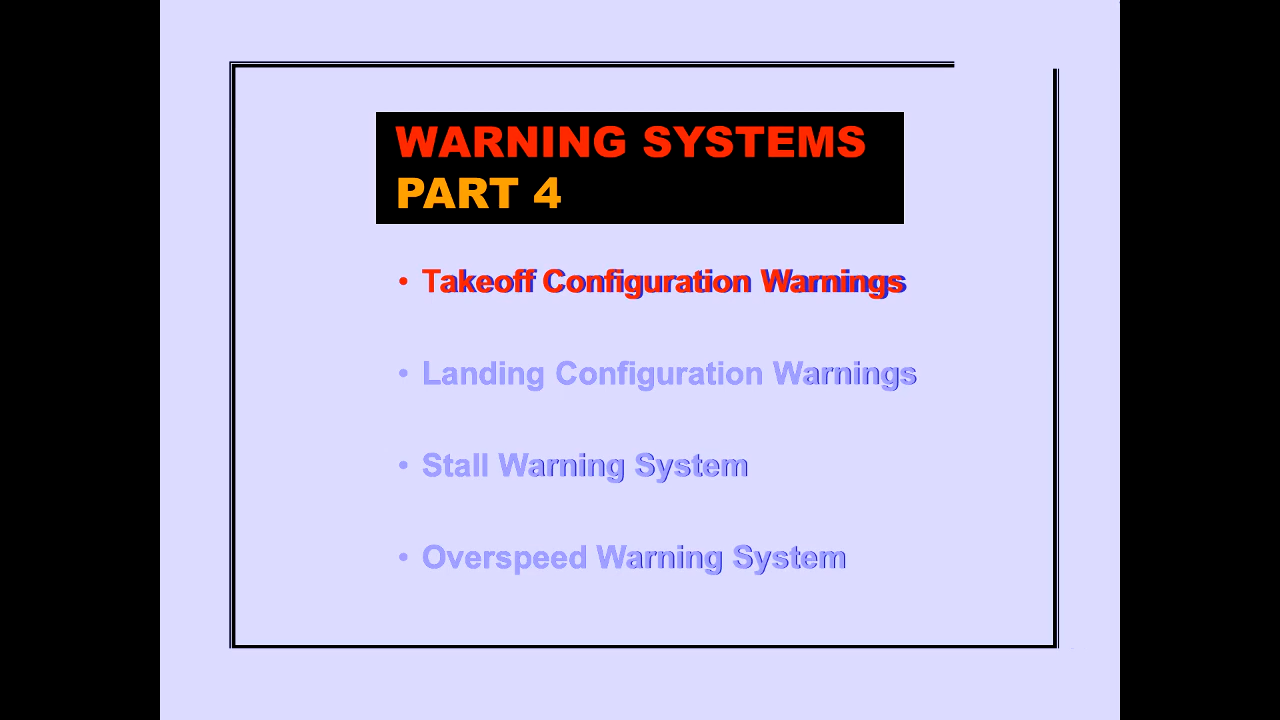 WARNING SYSTEMS
PART 4
• Takeoff Configuration Warnings
• Landing Configuration Warnings
• Stall Warning System
• Overspeed Warning System